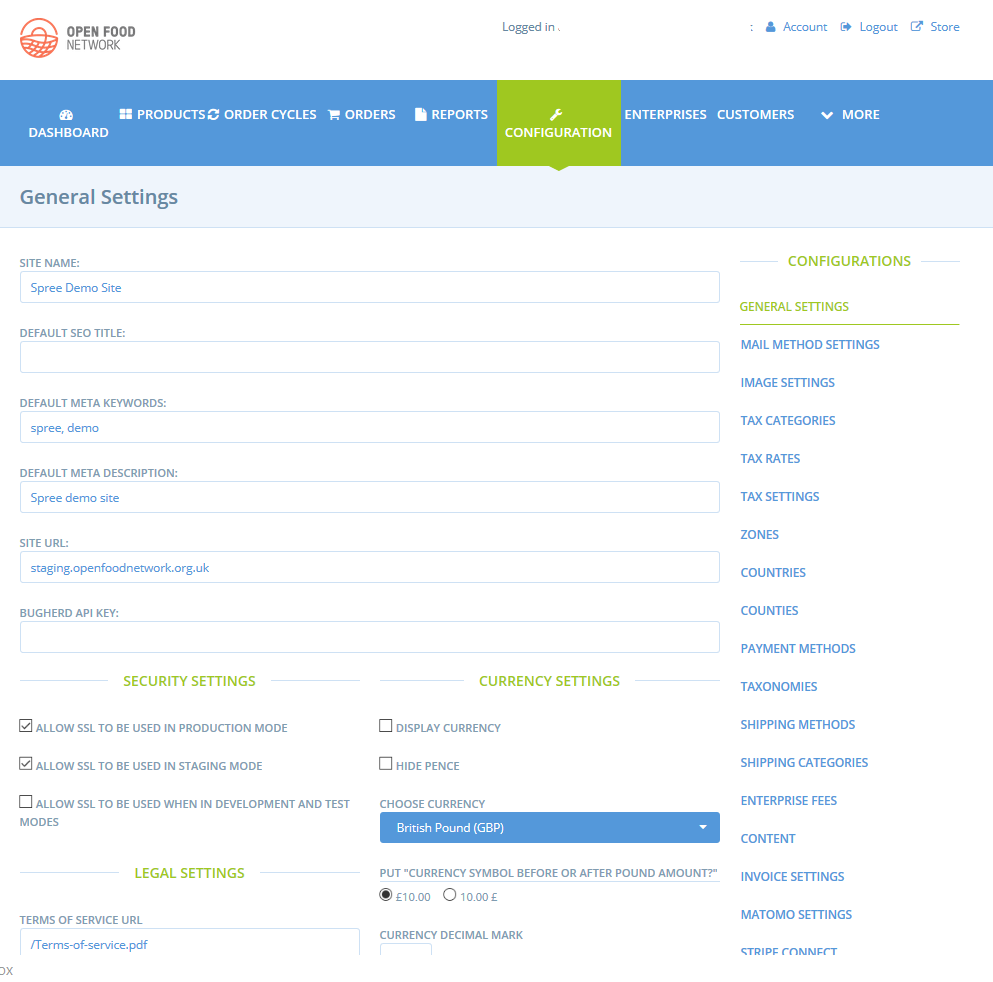 OPEN FOOD
NETWORK
Logged in
: Account Logout Store
DASHBOARD
PRODUCTS ORDER CYCLES ORDERS REPORTS
CONFIGURATION
ENTERPRISES CUSTOMERS MORE
General Settings
SITE NAME:
Spree Demo Site
DEFAULT SEO TITLE:
DEFAULT META KEYWORDS:
spree, demo
DEFAULT META DESCRIPTION:
Spree demo site
SITE URL:
staging.openfoodnetwork.org.uk
BUGHERD API KEY:
SECURITY SETTINGS
ALLOW SSL TO BE USED IN PRODUCTION MODE
ALLOW SSL TO BE USED IN STAGING MODE
ALLOW SSL TO BE USED WHEN IN DEVELOPMENT AND TEST
MODES
LEGAL SETTINGS
TERMS OF SERVICE URL
/Terms-of-service.pdf
CURRENCY SETTINGS
DISPLAY CURRENCY
HIDE PENCE
CHOOSE CURRENCY
British Pound (GBP)
PUT "CURRENCY SYMBOL BEFORE OR AFTER POUND AMOUNT?"
£10.00 10.00 £
CURRENCY DECIMAL MARK
CONFIGURATIONS
GENERAL SETTINGS
MAIL METHOD SETTINGS
IMAGE SETTINGS
TAX CATEGORIES
TAX RATES
TAX SETTINGS
ZONES
COUNTRIES
COUNTIES
PAYMENT METHODS
TAXONOMIES
SHIPPING METHODS
SHIPPING CATEGORIES
ENTERPRISE FEES
CONTENT
INVOICE SETTINGS
MATOMO SETTINGS
STRIPE CONNECT
OX